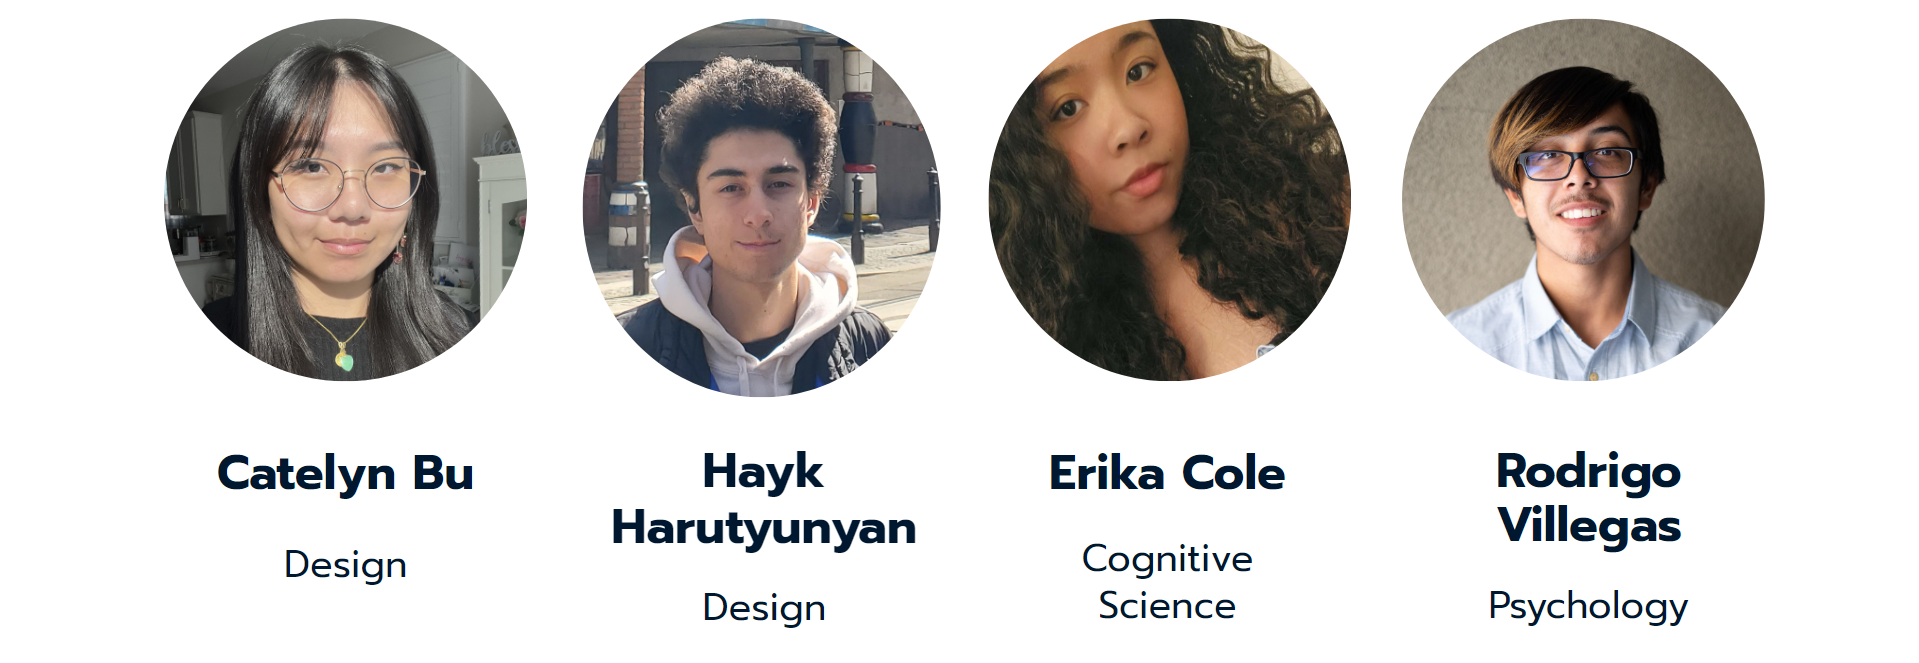 Catelyn Bu
Design
Hayk
Harutyunyan
Design
Erika Cole
Cognitive
Science
Rodrigo
Villegas
Psychology